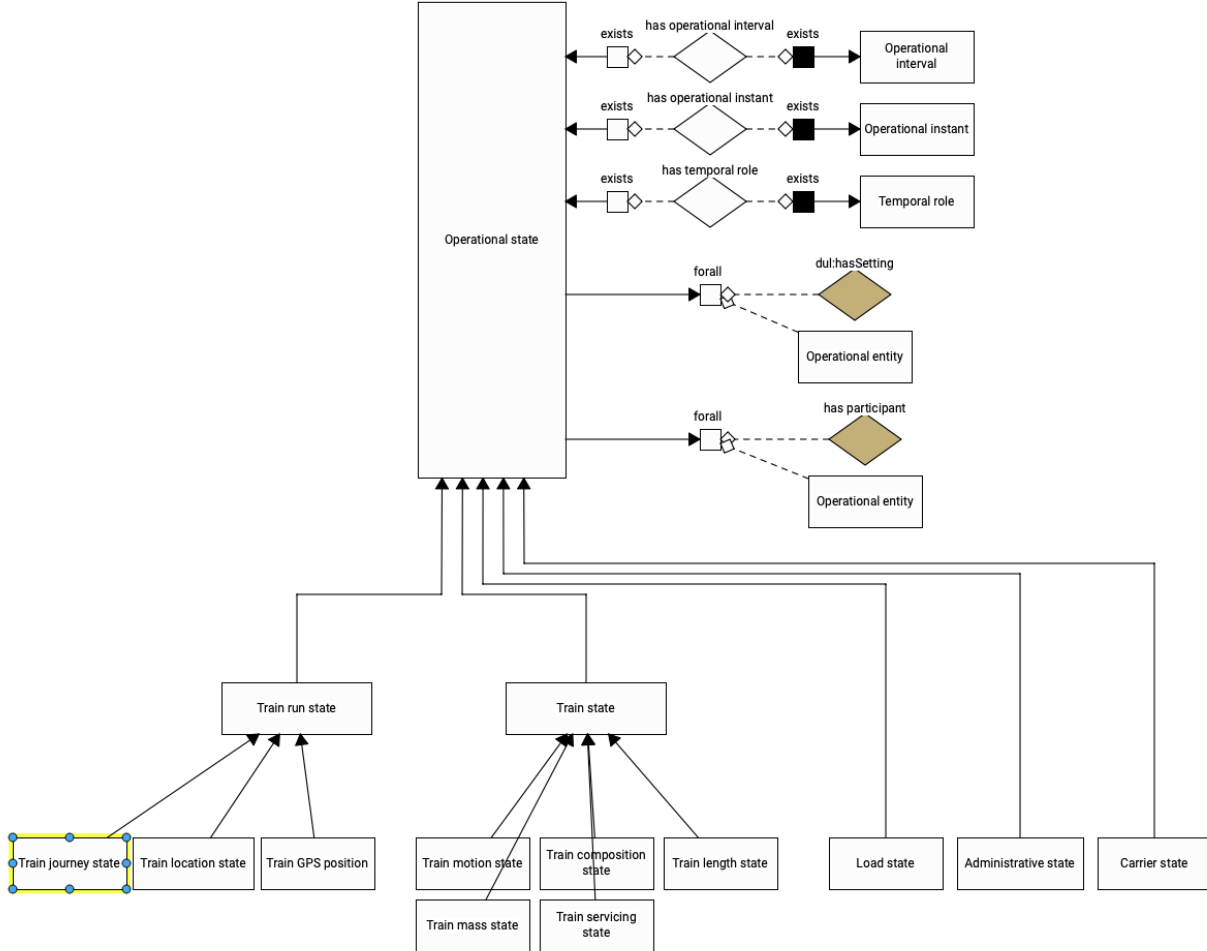 has operational interval
exists
exists
Operational
interval
has operational instant
exists
exists
Operational instant
has temporal role
exists
exists
Temporal role
Operational state
dul:hasSetting
forall
Operational entity
has participant
forall
Operational entity
Train run state
Train state
Train journey state
Train location state
Train GPS position
Train motion state
Train composition
state
Train length state
Load state
Administrative state
Carrier state
Train mass state
Train servicing
state